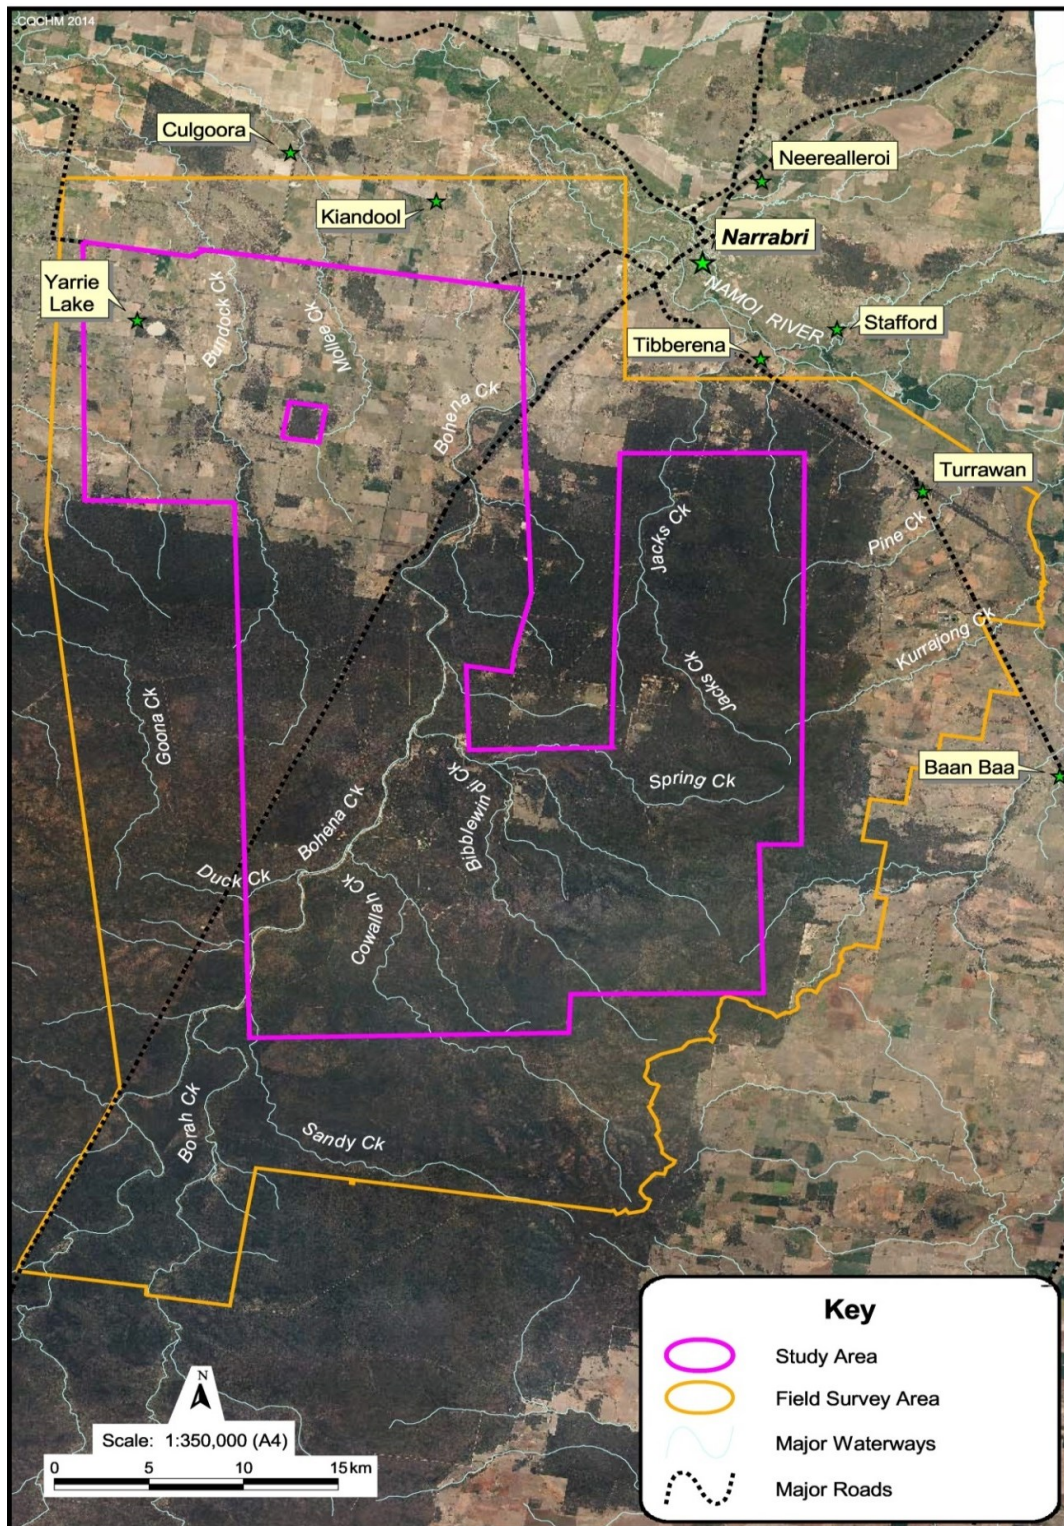 CQCHM 2014
Culgoora
Neerealleroi
Kiandool
Narrabri
Yarrie
Lake
Bundock Ck
Mollee Ck
NAMOI RIVER
Stafford
Tibberena
Bohena Ck
Turrawan
Jacks Ck
Pine Ck
Kurrajong Ck
Jacks Ck
Goona Ck
Baan Baa
Spring Ck
Bibblewin di Ck
Bohena Ck
Duck Ck
Cowallah Ck
Borah Ck
Sandy Ck
Key
Study Area
Field Survey Area
Major Waterways
Major Roads
N
Scale: 1:350,000 (A4)
0 5 10 15km